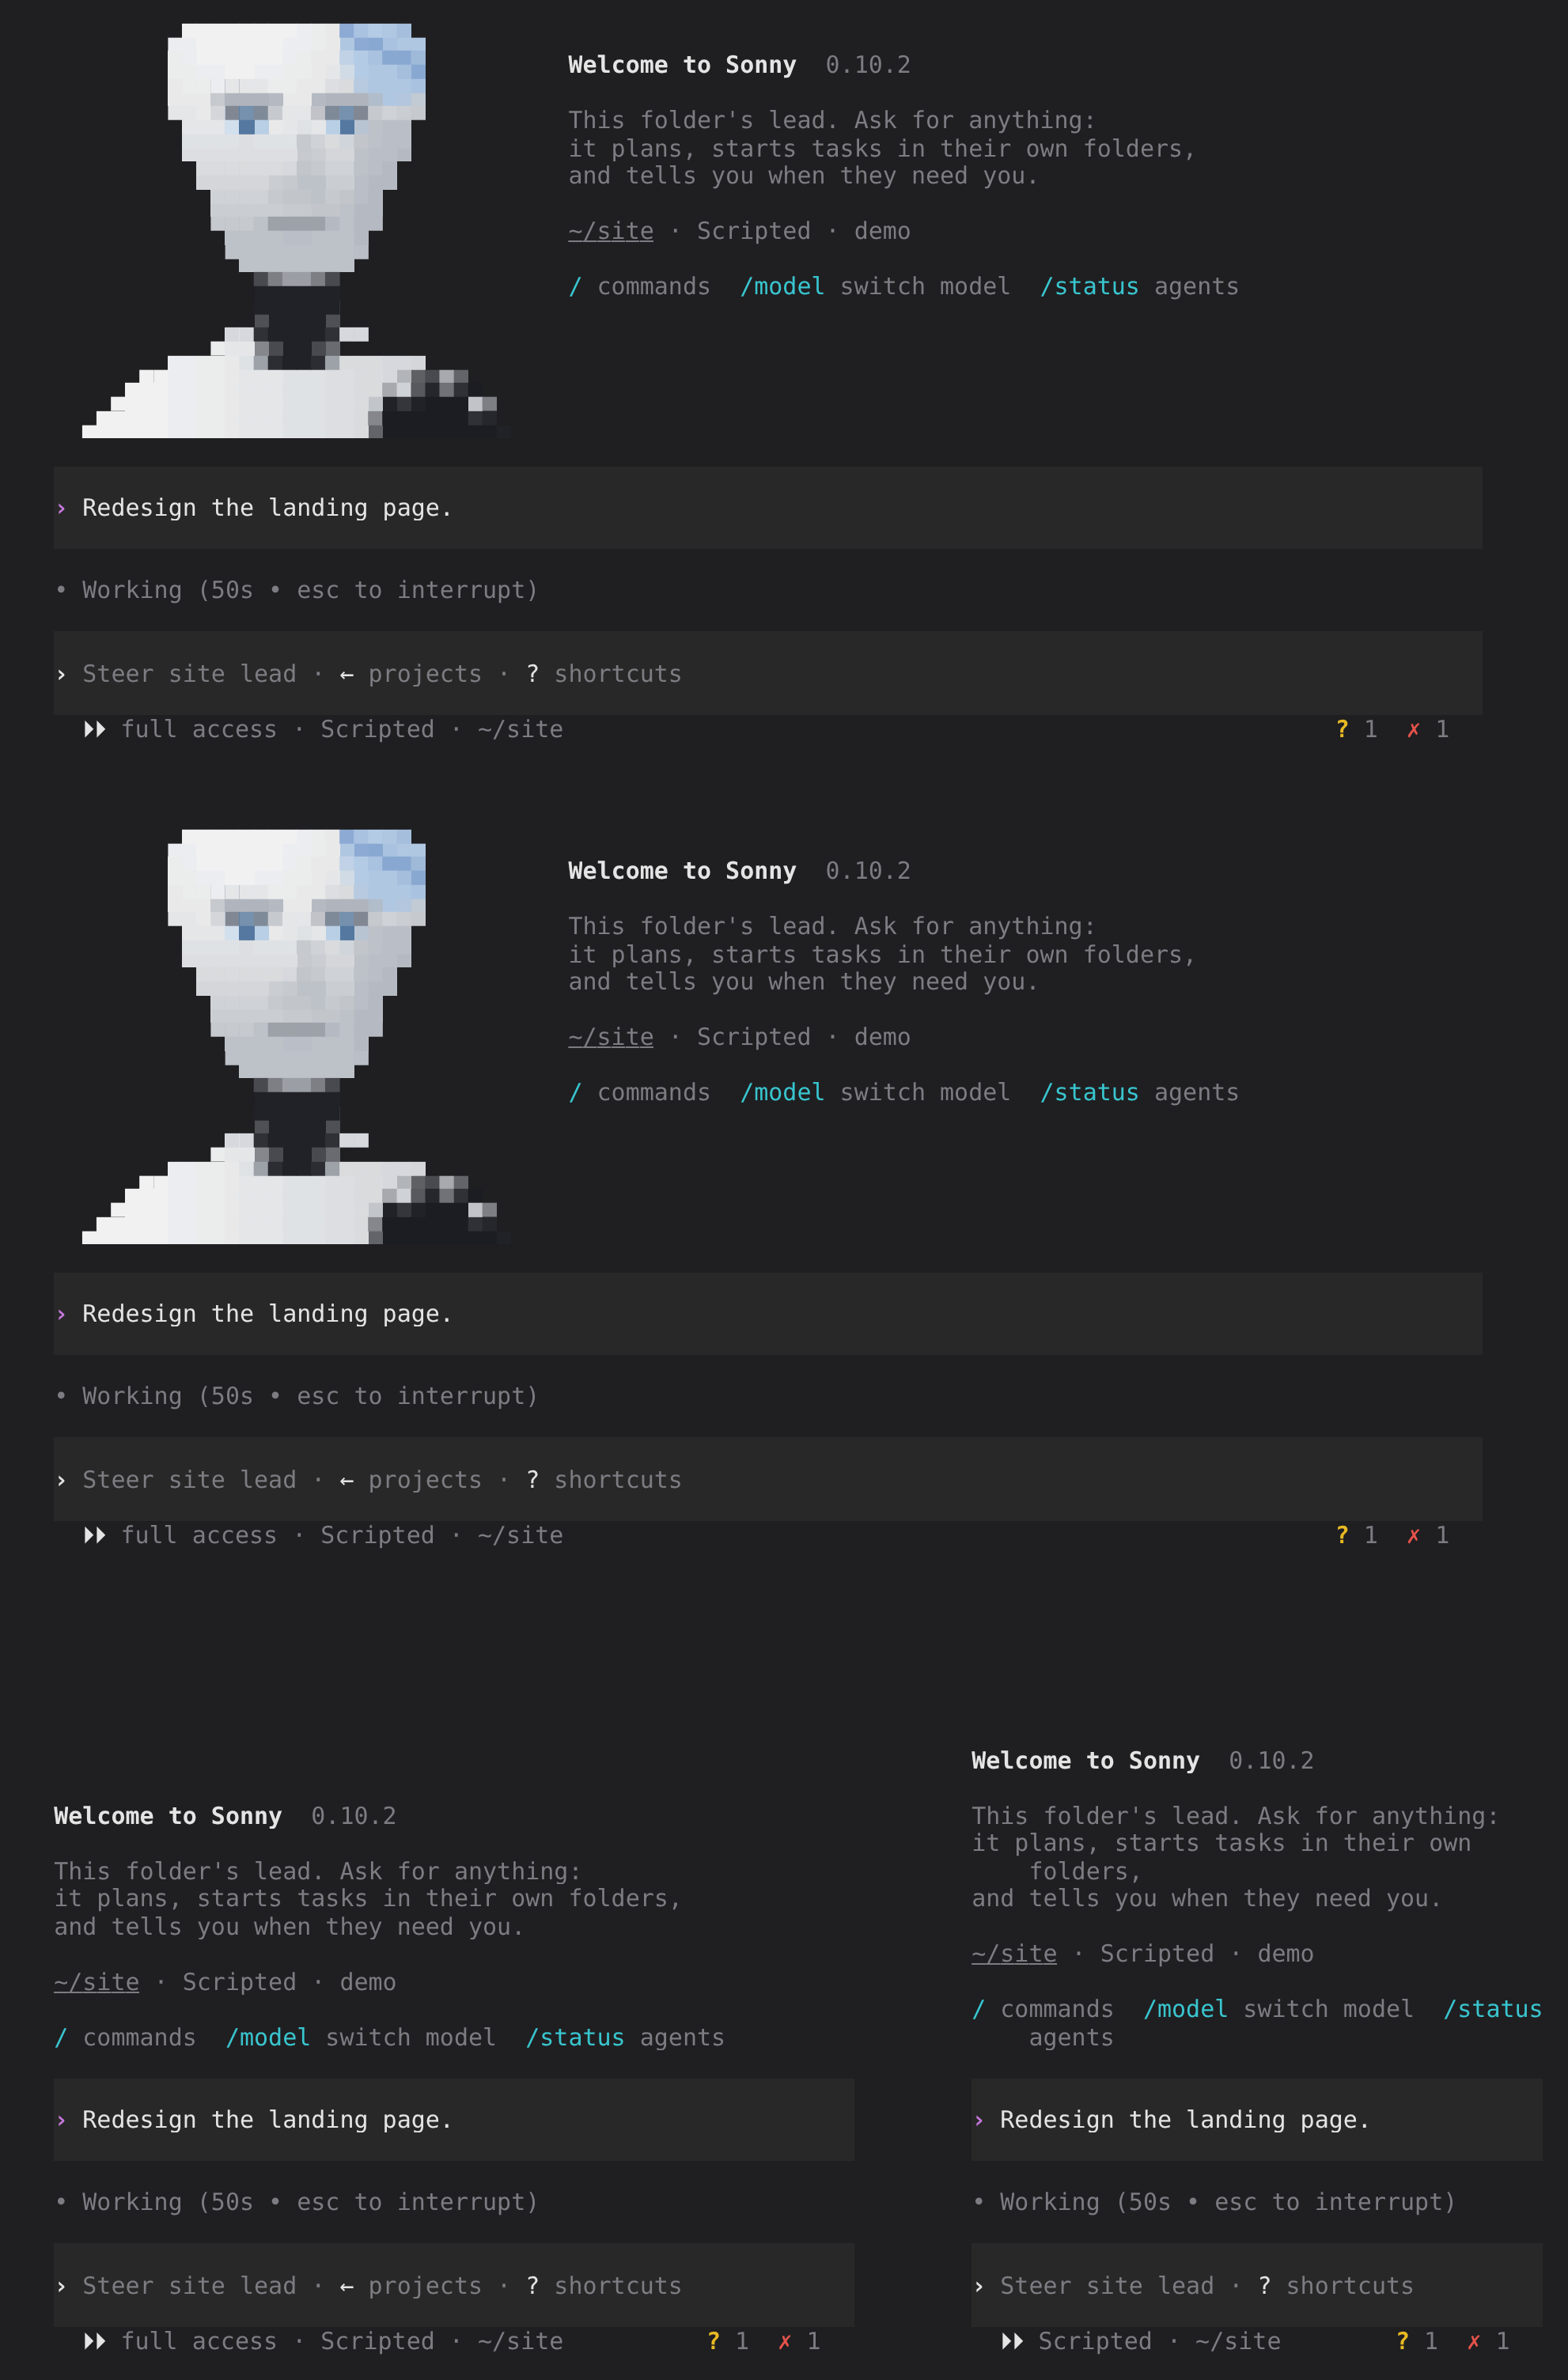 Welcome to Sonny  0.10.2
This folder's lead. Ask for anything:
it plans, starts tasks in their own folders,
and tells you when they need you.
~/site · Scripted · demo
/ commands  /model switch model  /status agents
› Redesign the landing page.
• Working (50s • esc to interrupt)
› Steer site lead · ← projects · ? shortcuts
⏵⏵ full access · Scripted · ~/site  ? 1  ✗ 1
Welcome to Sonny  0.10.2
This folder's lead. Ask for anything:
it plans, starts tasks in their own folders,
and tells you when they need you.
~/site · Scripted · demo
/ commands  /model switch model  /status agents
› Redesign the landing page.
• Working (50s • esc to interrupt)
› Steer site lead · ← projects · ? shortcuts
⏵⏵ full access · Scripted · ~/site  ? 1  ✗ 1
Welcome to Sonny  0.10.2
This folder's lead. Ask for anything:
it plans, starts tasks in their own folders,
and tells you when they need you.
~/site · Scripted · demo
/ commands  /model switch model  /status agents
› Redesign the landing page.
• Working (50s • esc to interrupt)
› Steer site lead · ← projects · ? shortcuts
⏵⏵ full access · Scripted · ~/site  ? 1  ✗ 1
Welcome to Sonny  0.10.2
This folder's lead. Ask for anything:
it plans, starts tasks in their own
folders,
and tells you when they need you.
~/site · Scripted · demo
/ commands  /model switch model  /status
agents
› Redesign the landing page.
• Working (50s • esc to interrupt)
› Steer site lead · ? shortcuts
⏵⏵ Scripted · ~/site  ? 1  ✗ 1